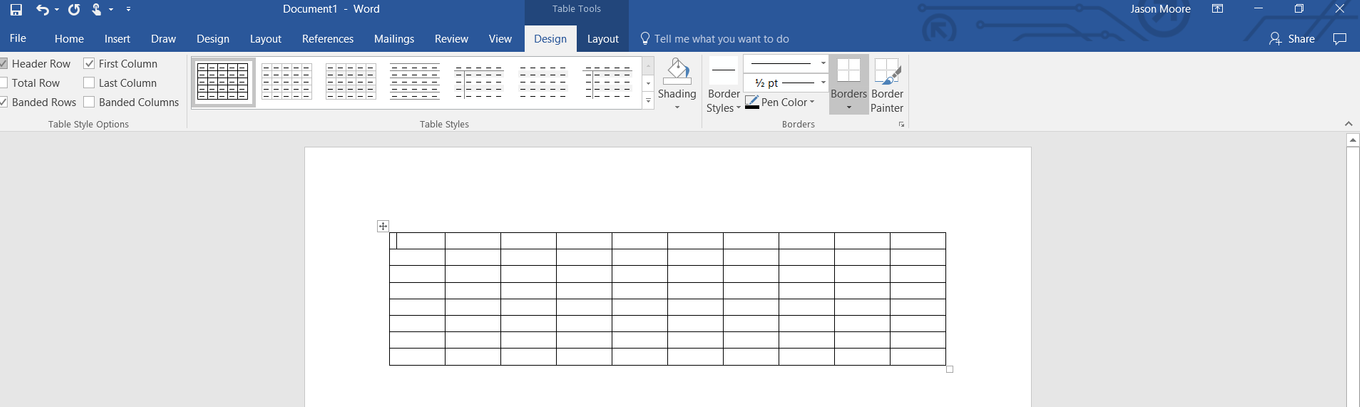 Document1 - Word
Table Tools
Jason Moore
File Home Insert Draw Design Layout References Mailings Review View Design Layout Tell me what you want to do Share
Header Row First Column
Total Row Last Column
Banded Rows Banded Columns
Table Style Options
Table Styles
Shading
Border Styles
½ pt
Pen Color
Borders
Border Painter
Borders